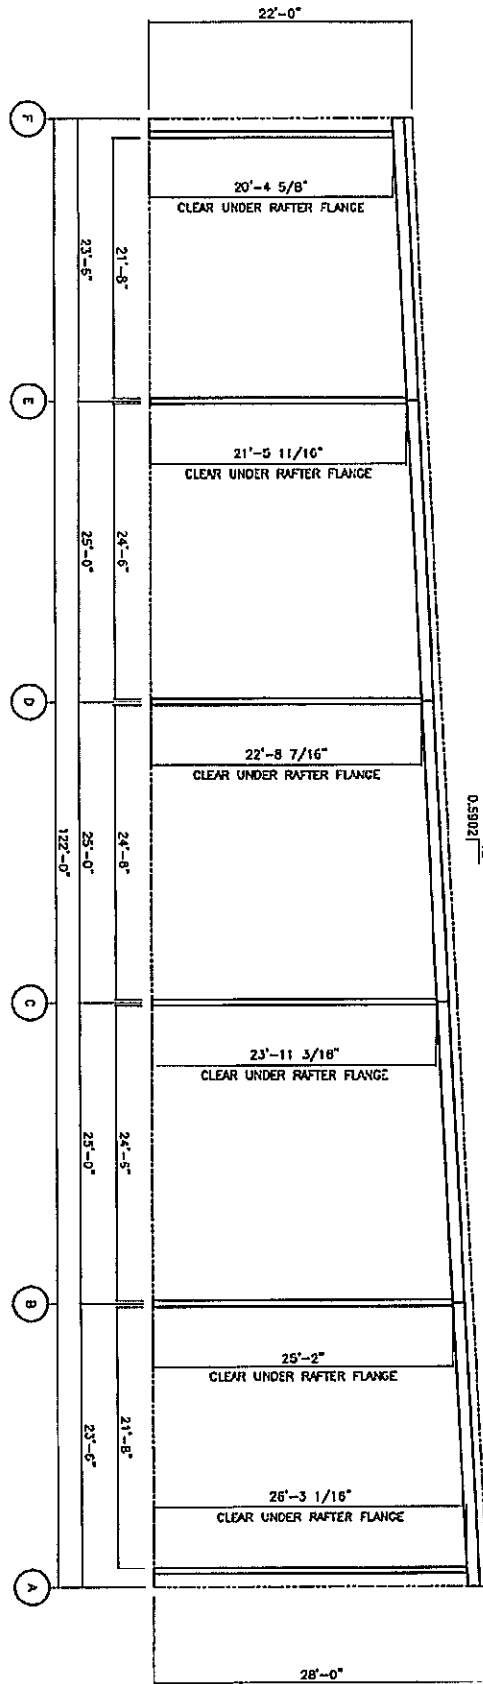 22'-0"
F
20'-4 5/8"
CLEAR UNDER RAFTER FLANGE
23'-6"
21'-8"
E
21'-5 11/16"
CLEAR UNDER RAFTER FLANGE
25'-0"
24'-6"
D
22'-8 7/16"
CLEAR UNDER RAFTER FLANGE
0.5902
122'-0"
25'-0"
24'-8"
C
23'-11 3/16"
CLEAR UNDER RAFTER FLANGE
25'-0"
24'-6"
B
25'-2"
CLEAR UNDER RAFTER FLANGE
23'-6"
21'-8"
26'-3 1/16"
CLEAR UNDER RAFTER FLANGE
A
28'-0"